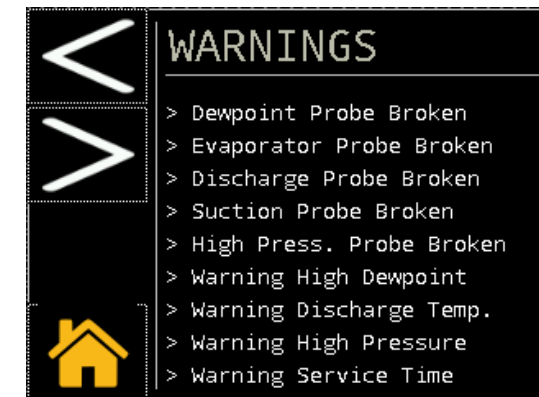 WARNINGS
> Dewpoint Probe Broken
> Evaporator Probe Broken
> Discharge Probe Broken
> Suction Probe Broken
> High Press. Probe Broken
> Warning High Dewpoint
> Warning Discharge Temp.
> Warning High Pressure
> Warning Service Time